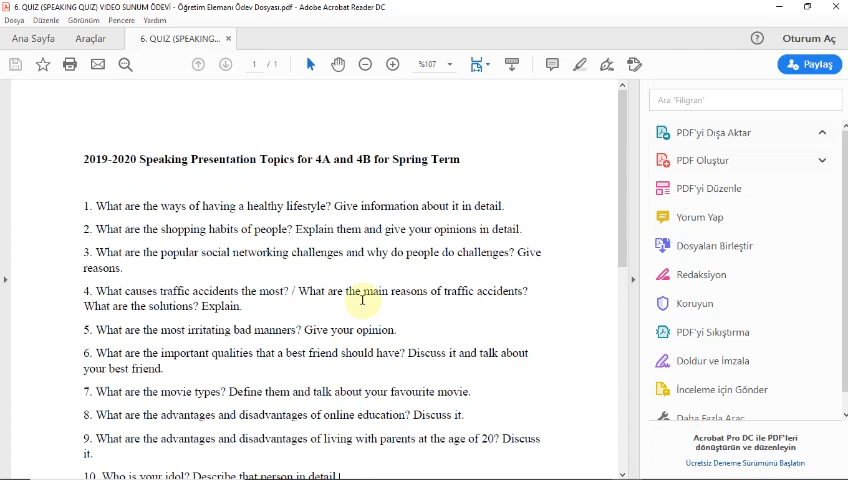 6. QUIZ (SPEAKING QUIZ) VIDEO SUNUM ÖDEVİ - Öğretim Elemanı Ödev Dosyası.pdf - Adobe Acrobat Reader DC
Dosya Düzenle Görünüm Pencere Yardım
Ana Sayfa Araçlar 6. QUIZ (SPEAKING... × Oturum Aç
1 / 1 %107 Paylaş
Ara 'Filigran'
2019-2020 Speaking Presentation Topics for 4A and 4B for Spring Term
1. What are the ways of having a healthy lifestyle? Give information about it in detail.
2. What are the shopping habits of people? Explain them and give your opinions in detail.
3. What are the popular social networking challenges and why do people do challenges? Give
reasons.
4. What causes traffic accidents the most? / What are the main reasons of traffic accidents?
What are the solutions? Explain.
5. What are the most irritating bad manners? Give your opinion.
6. What are the important qualities that a best friend should have? Discuss it and talk about
your best friend.
7. What are the movie types? Define them and talk about your favourite movie.
8. What are the advantages and disadvantages of online education? Discuss it.
9. What are the advantages and disadvantages of living with parents at the age of 20? Discuss
it.
10. Who is your idol? Describe that person in detail.
PDF'yi Dışa Aktar
PDF Oluştur
PDF'yi Düzenle
Yorum Yap
Dosyaları Birleştir
Redaksiyon
Koruyun
PDF'yi Sıkıştırma
Doldur ve İmzala
İnceleme için Gönder
Daha Fazla Araç
Acrobat Pro DC ile PDF'leri
dönüştürün ve düzenleyin
Ücretsiz Deneme Sürümünü Başlatın